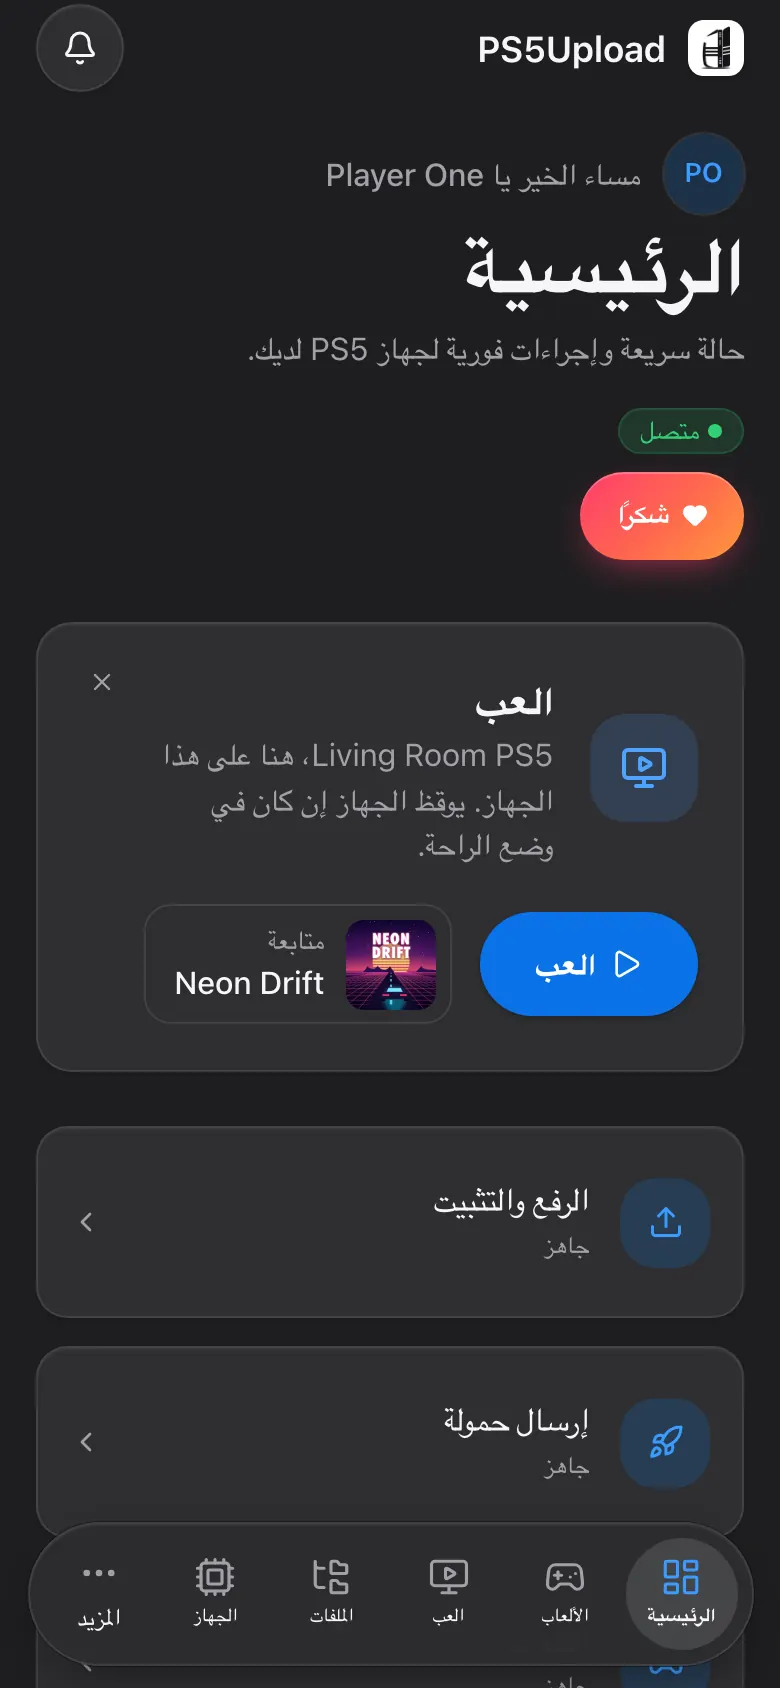 PS5Upload
PO
مساء الخير يا Player One
الرئيسية
حالة سريعة وإجراءات فورية لجهاز PS5 لديك.
متصل
شكرًا
العب
Living Room PS5، هنا على هذا
الجهاز. يوقظ الجهاز إن كان في
وضع الراحة.
العب
NEON
DRIFT
متابعة
Neon Drift
الرفع والتثبيت
جاهز
إرسال حمولة
جاهز
الرئيسية
الألعاب
العب
الملفات
الجهاز
المزيد